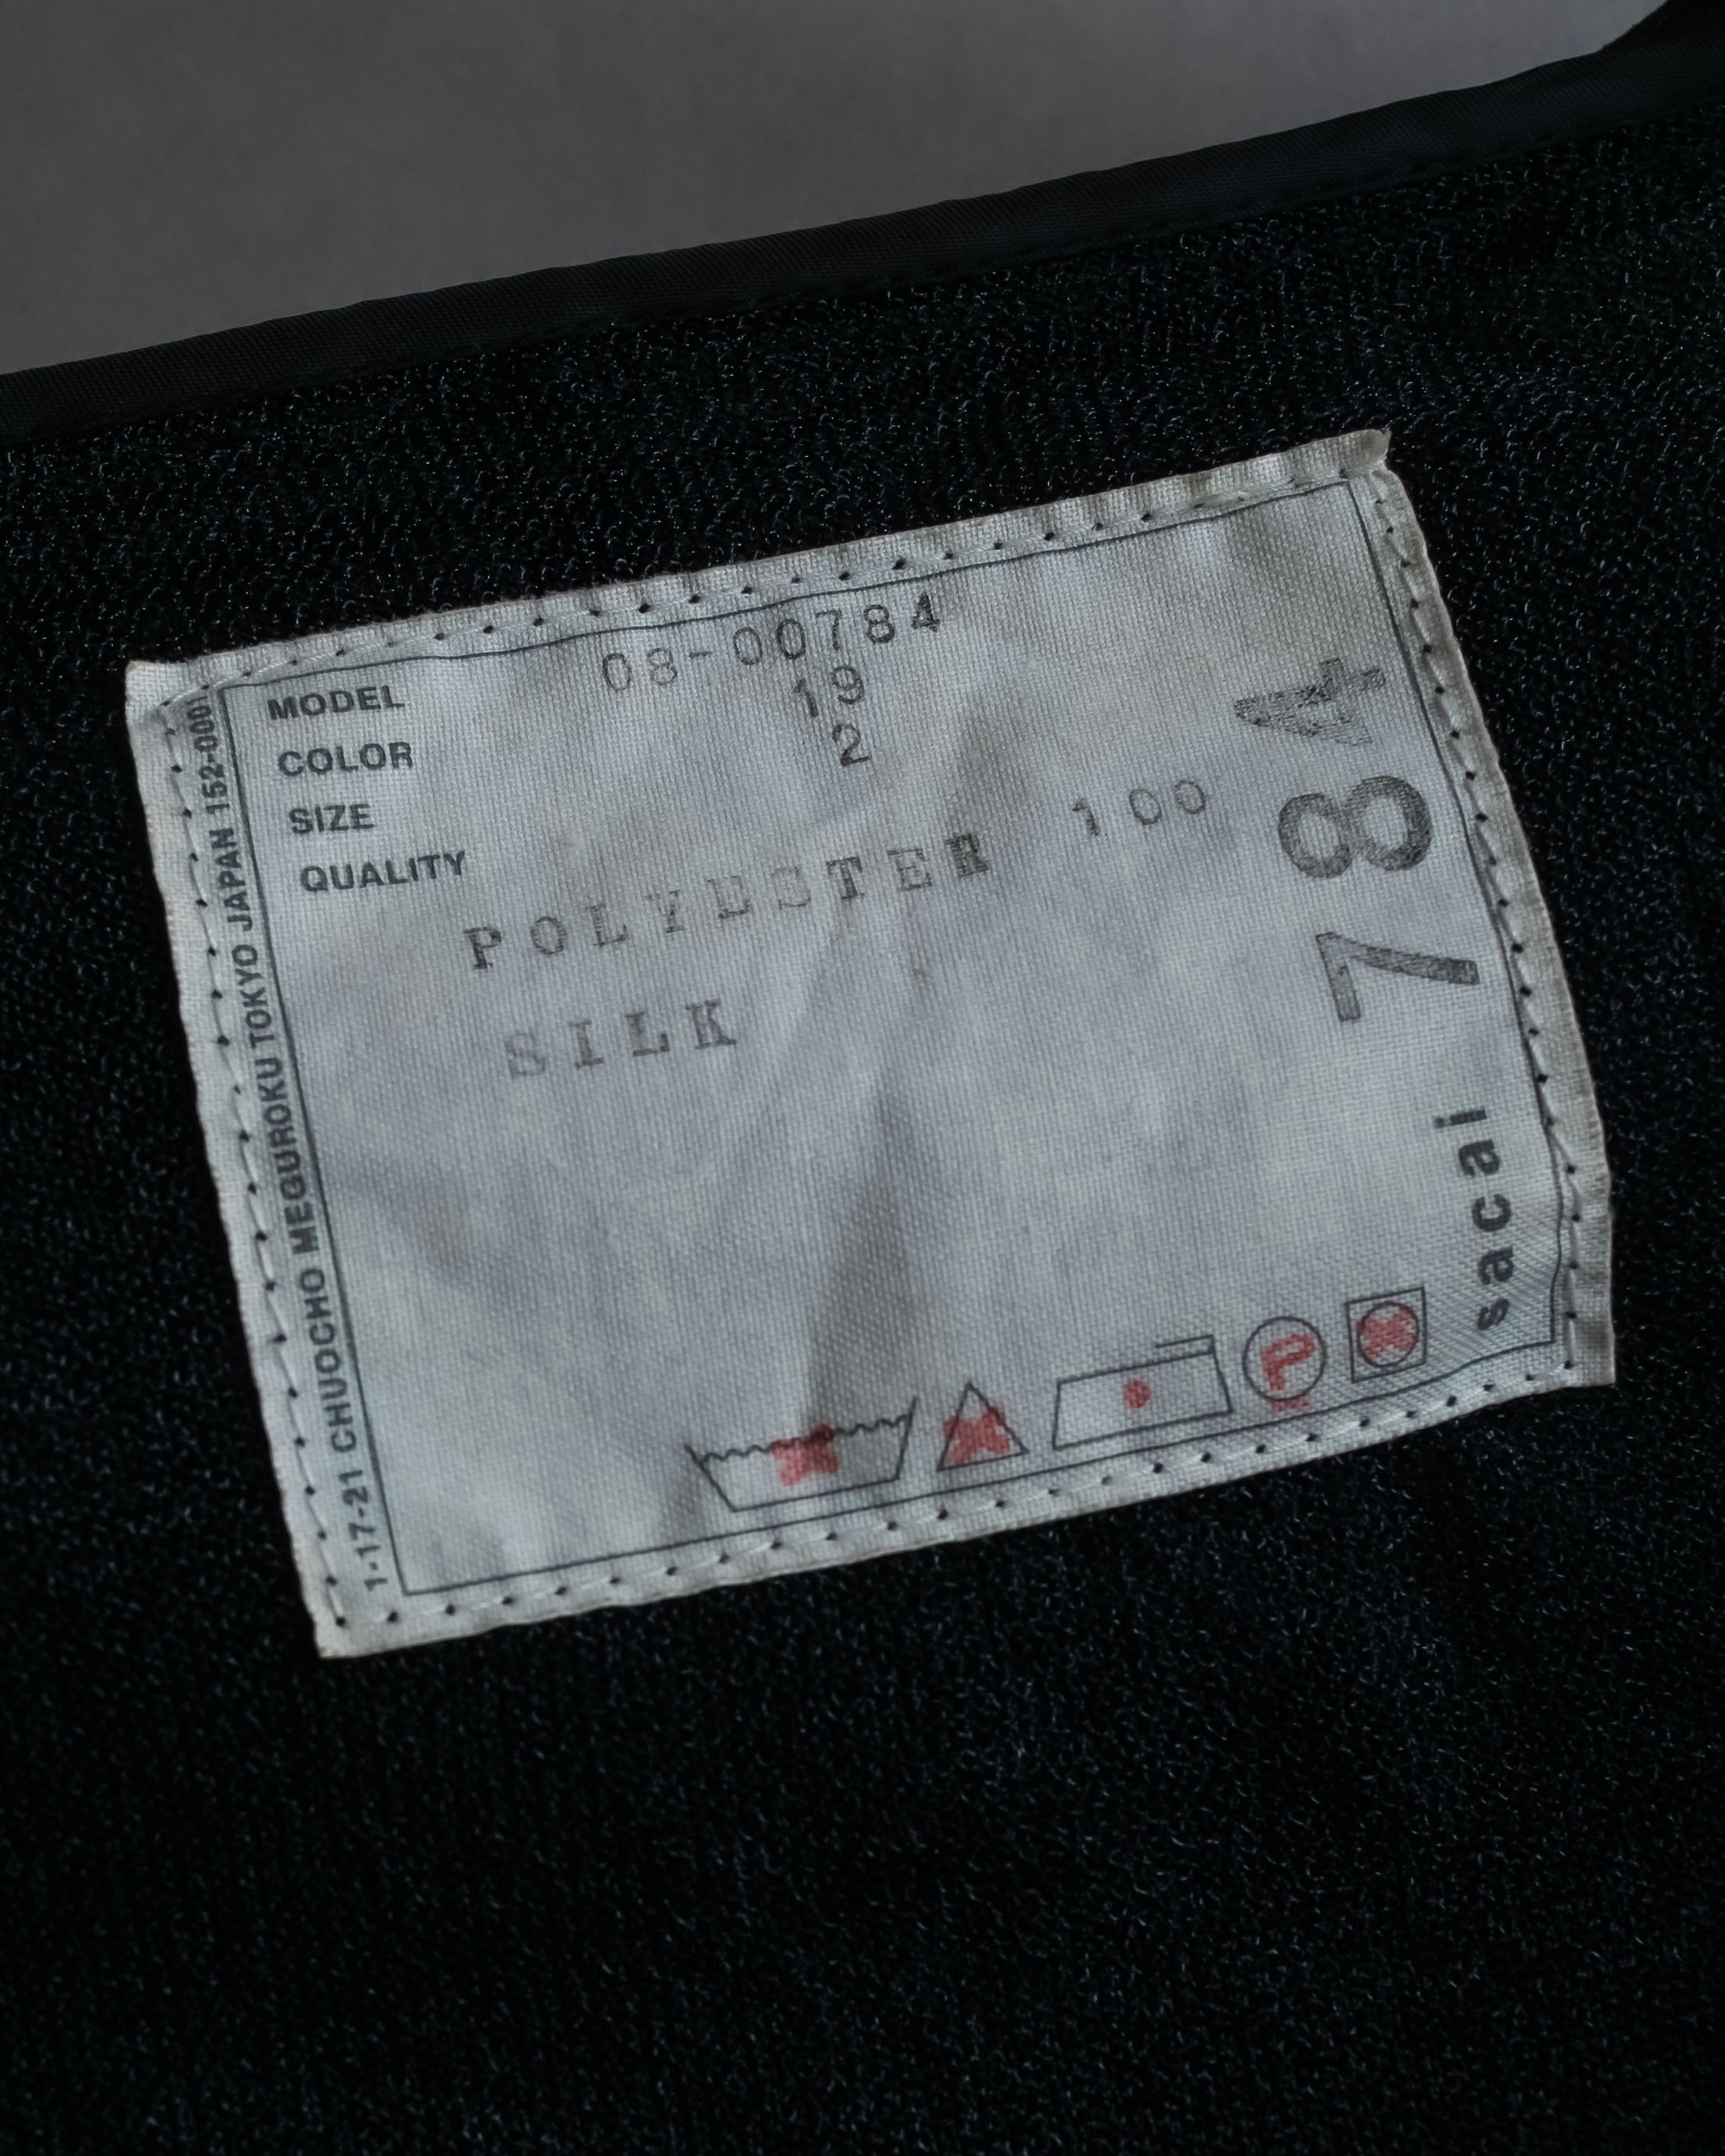 MODEL 08-00784
COLOR 19
SIZE 2
QUALITY
POLYESTER 100
SILK
784
sacai
P
1-17-21 CHUOCHO MEGUROKU TOKYO JAPAN 152-0001